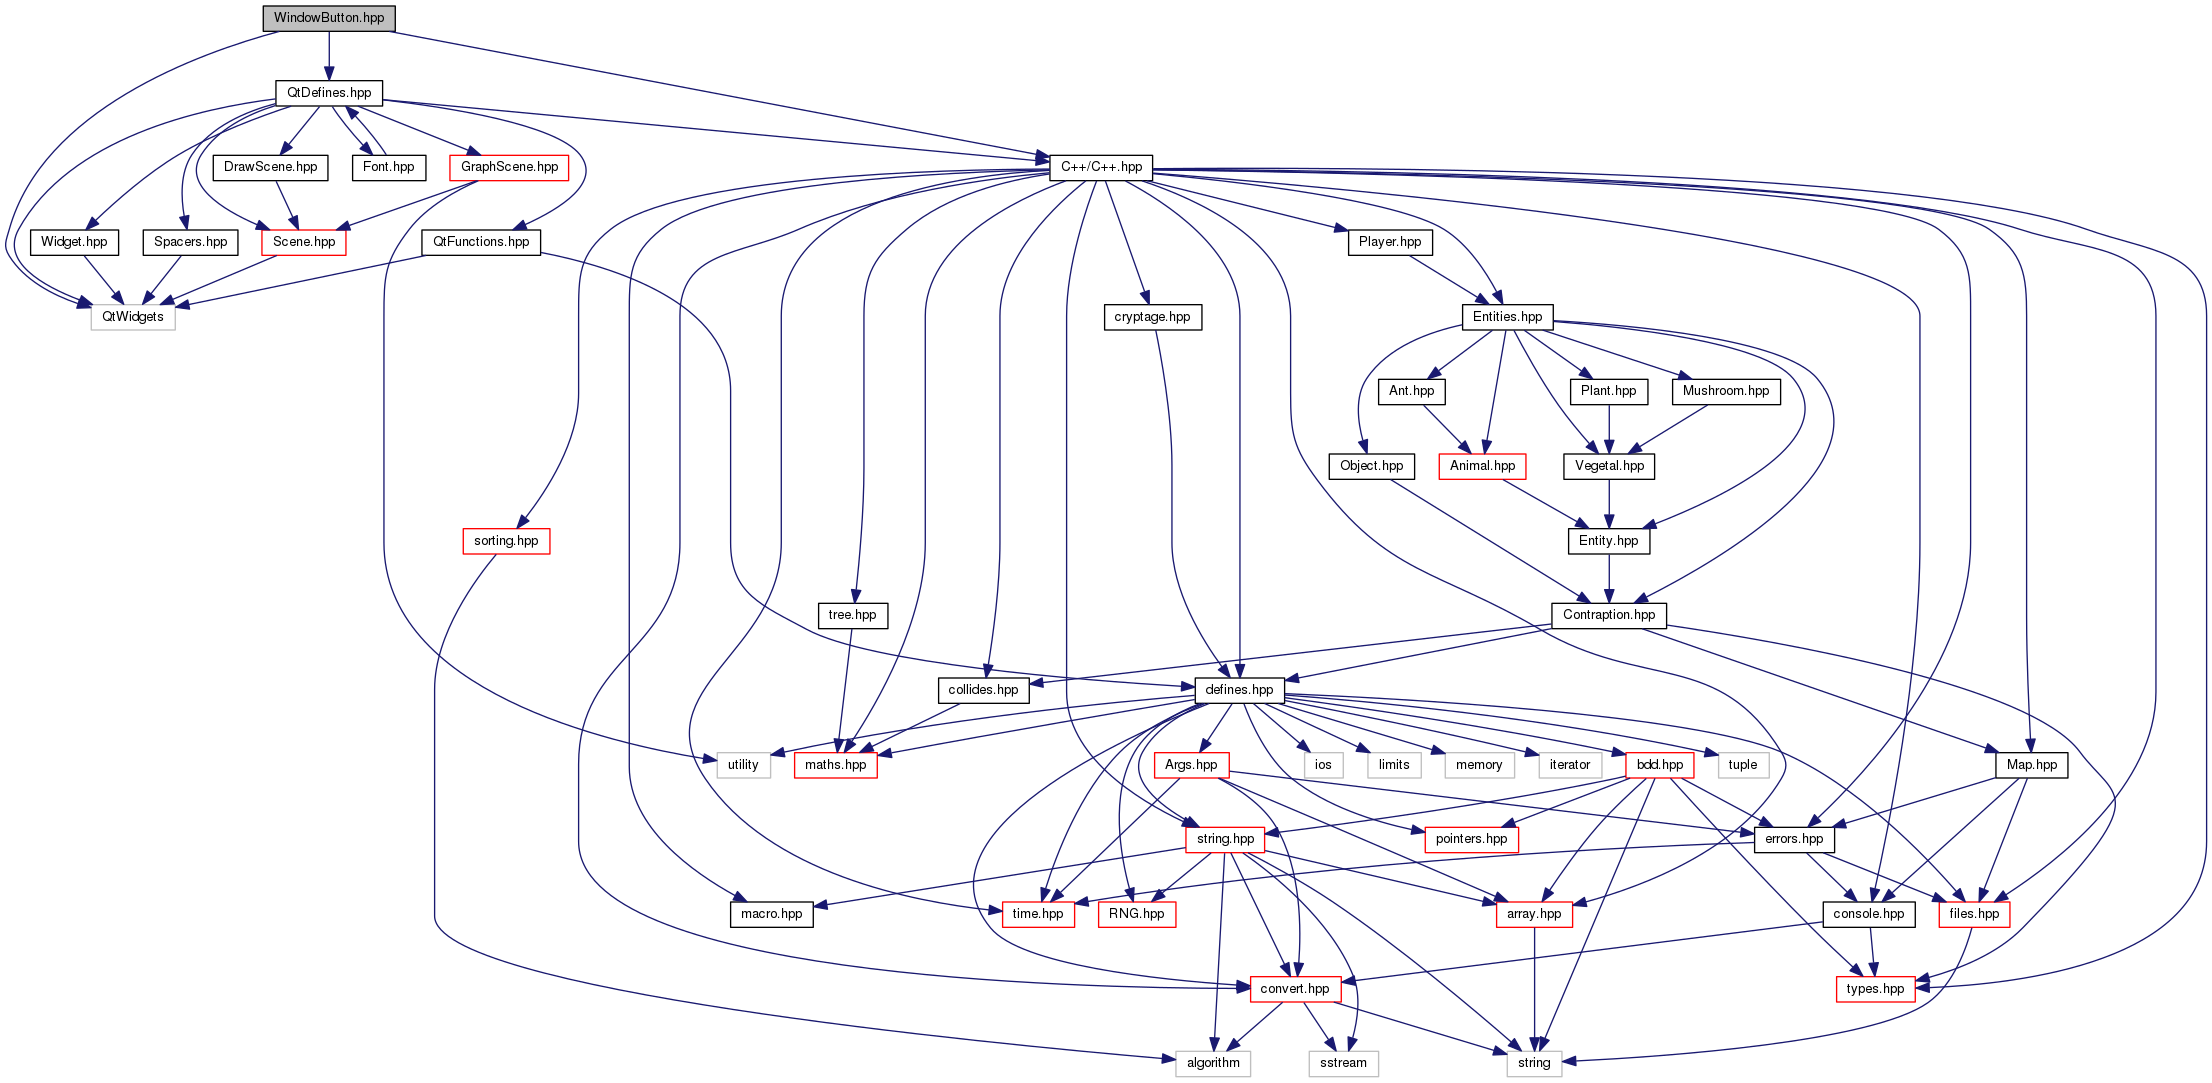 WindowButton.hpp
QtDefines.hpp
DrawScene.hpp
Font.hpp
GraphScene.hpp
C++/C++.hpp
Widget.hpp
Spacers.hpp
Scene.hpp
QtFunctions.hpp
Player.hpp
QtWidgets
cryptage.hpp
Entities.hpp
Ant.hpp
Plant.hpp
Mushroom.hpp
Object.hpp
Animal.hpp
Vegetal.hpp
sorting.hpp
Entity.hpp
tree.hpp
Contraption.hpp
collides.hpp
defines.hpp
utility
maths.hpp
Args.hpp
ios
limits
memory
iterator
bdd.hpp
tuple
Map.hpp
string.hpp
pointers.hpp
errors.hpp
macro.hpp
time.hpp
RNG.hpp
array.hpp
console.hpp
files.hpp
convert.hpp
types.hpp
algorithm
sstream
string